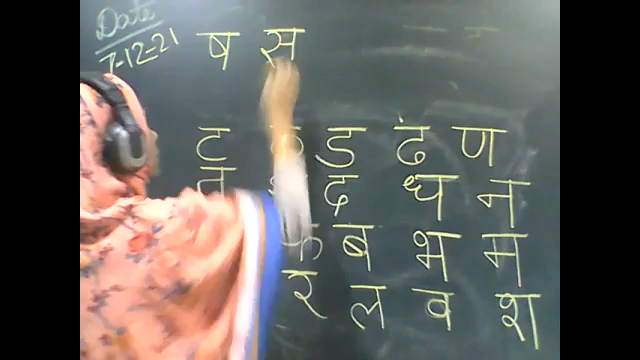 Date
7-12-21
ष स
ट ड ढं ण
त द ध न
फ ब भ म
र ल व श